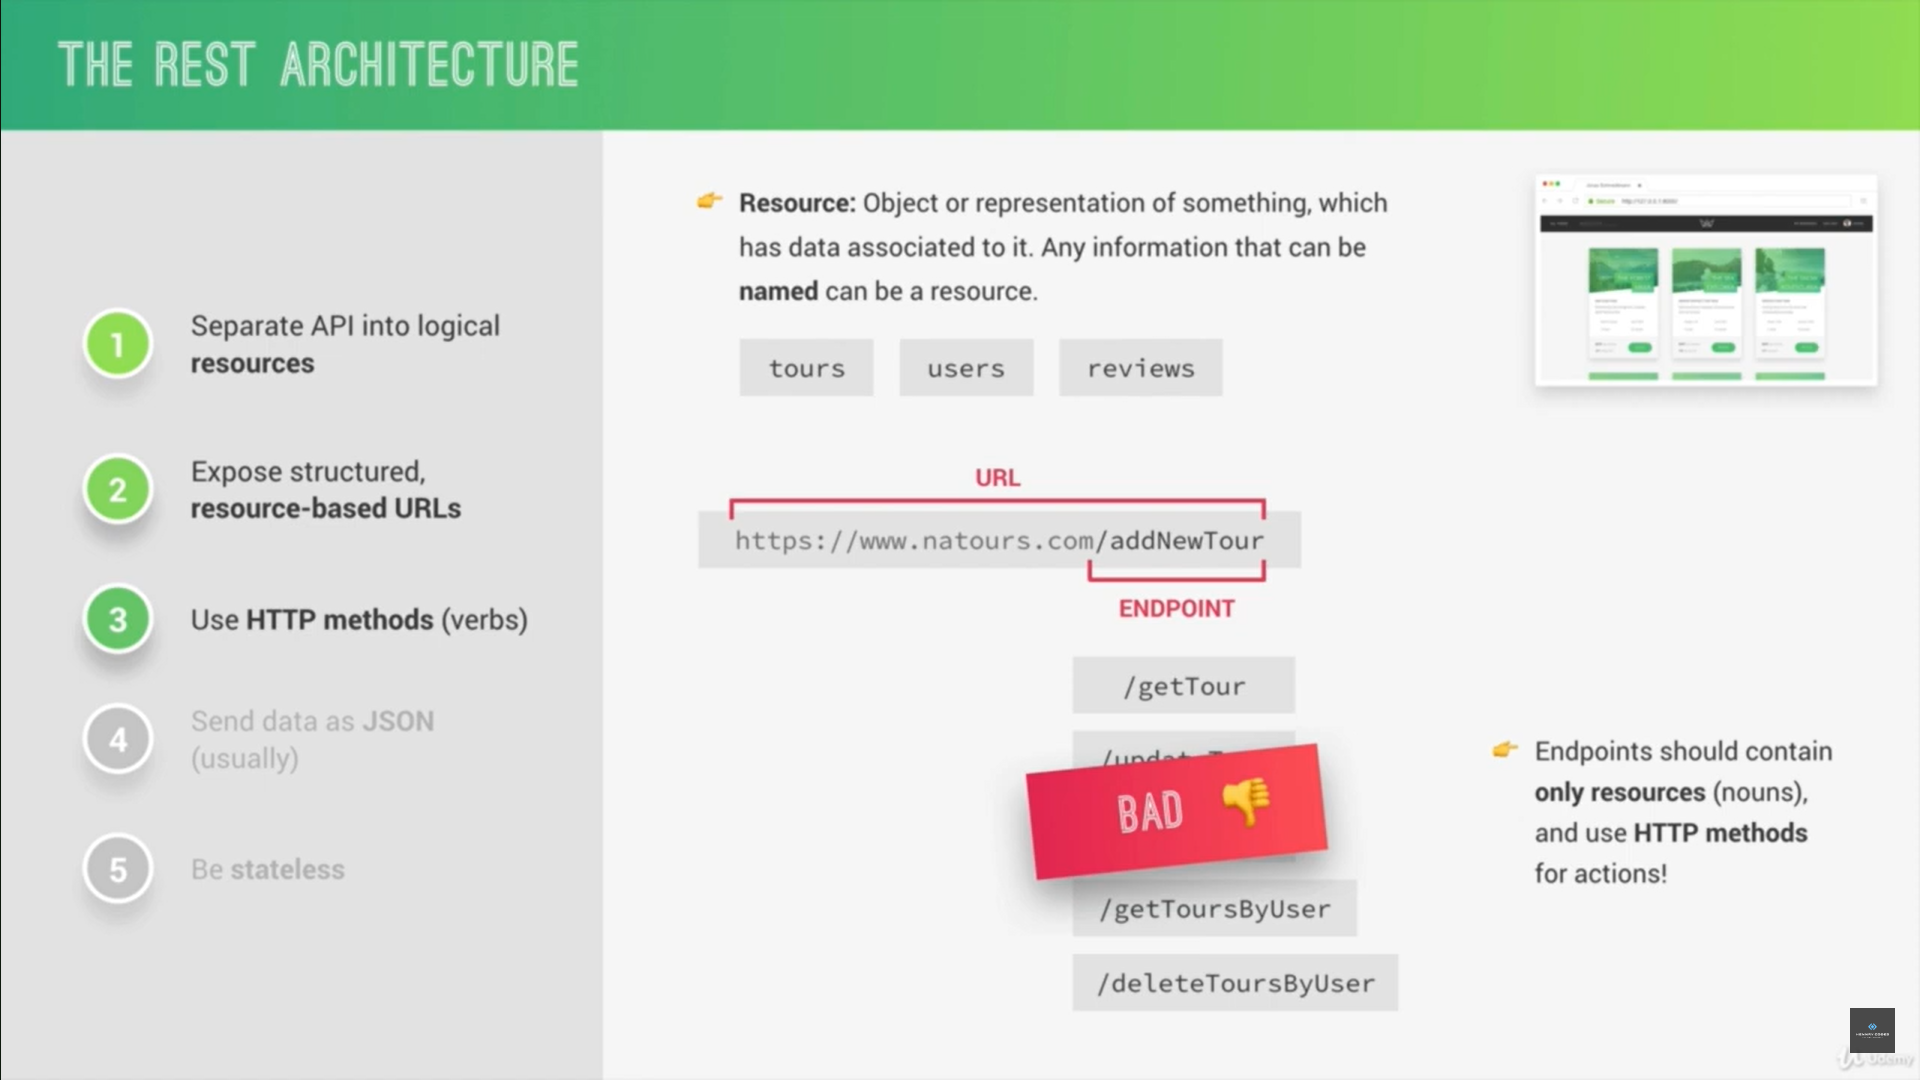 THE REST ARCHITECTURE
1
Separate API into logical
resources
2
Expose structured,
resource-based URLs
3
Use HTTP methods (verbs)
4
Send data as JSON
(usually)
5
Be stateless
Resource: Object or representation of something, which
has data associated to it. Any information that can be
named can be a resource.
tours
users
reviews
URL
https://www.natours.com/addNewTour
ENDPOINT
/getTour
BAD
/getToursByUser
/deleteToursByUser
Endpoints should contain
only resources (nouns),
and use HTTP methods
for actions!
Udemy